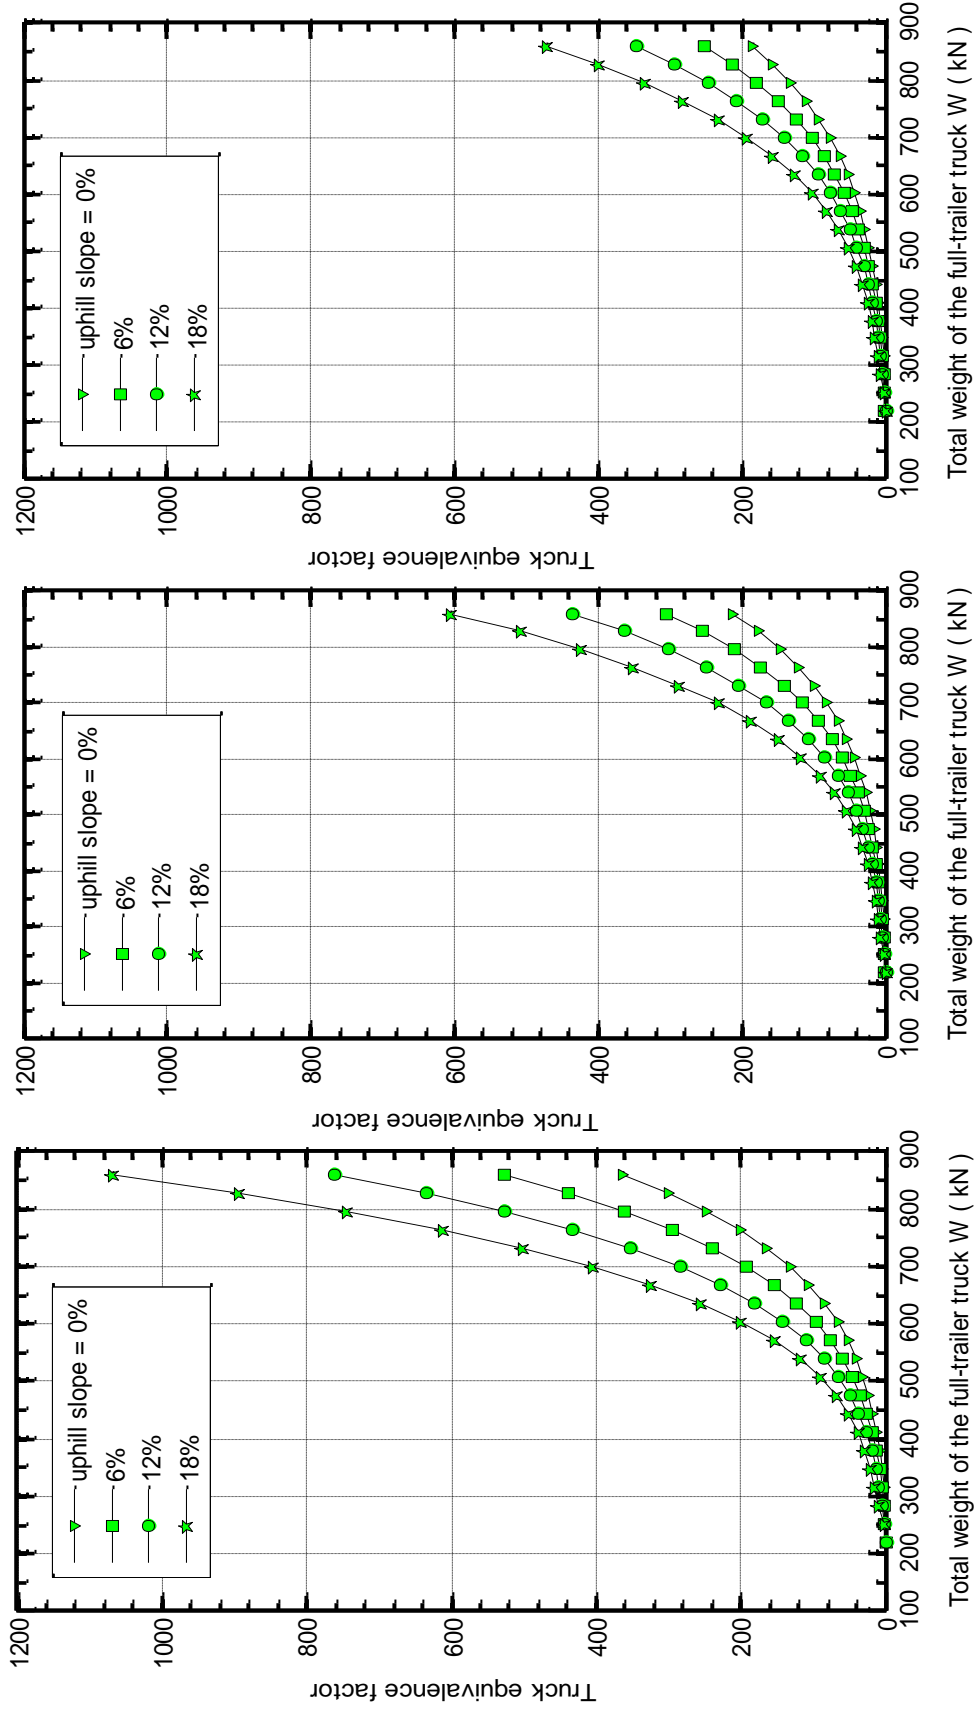 Truck equivalence factor
1200
1000
800
600
400
200
0
uphill slope = 0%
6%
12%
18%
100 200 300 400 500 600 700 800 900
Total weight of the full-trailer truck W ( kN )
Truck equivalence factor
1200
1000
800
600
400
200
0
uphill slope = 0%
6%
12%
18%
100 200 300 400 500 600 700 800 900
Total weight of the full-trailer truck W ( kN )
Truck equivalence factor
1200
1000
800
600
400
200
0
uphill slope = 0%
6%
12%
18%
100 200 300 400 500 600 700 800 900
Total weight of the full-trailer truck W ( kN )